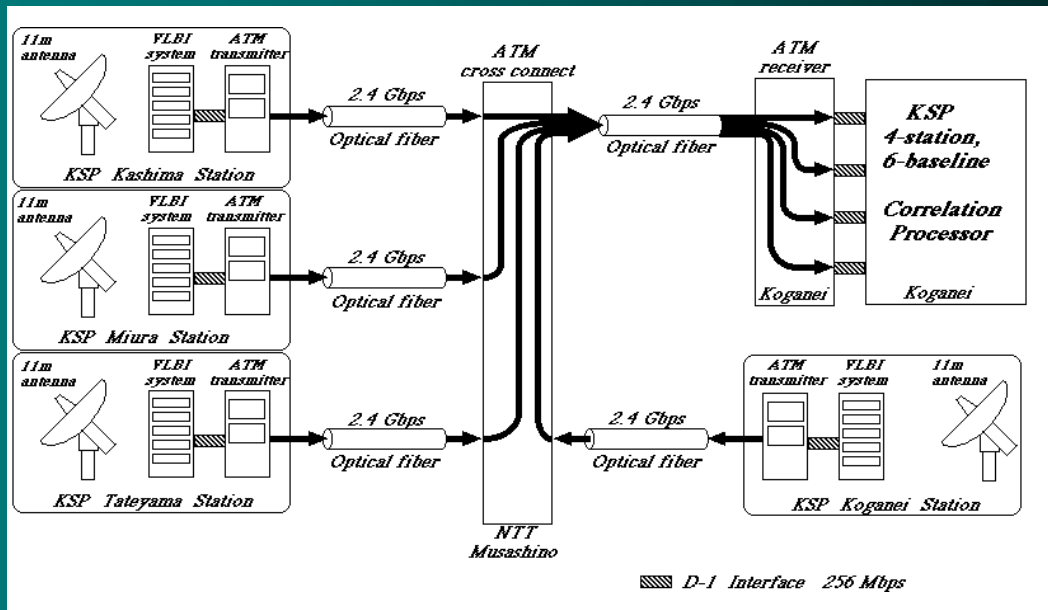 11m
antenna
VLBI
system
ATM
transmitter
KSP Kashima Station
2.4 Gbps
Optical fiber
ATM
cross connect
2.4 Gbps
Optical fiber
ATM
receiver
KSP
4-station,
6-baseline
Correlation
Processor
Koganei
Koganei
11m
antenna
VLBI
system
ATM
transmitter
KSP Miura Station
2.4 Gbps
Optical fiber
11m
antenna
VLBI
system
ATM
transmitter
KSP Tateyama Station
2.4 Gbps
Optical fiber
2.4 Gbps
Optical fiber
ATM
transmitter
VLBI
system
11m
antenna
KSP Koganei Station
NTT
Musashino
D-1 Interface 256 Mbps